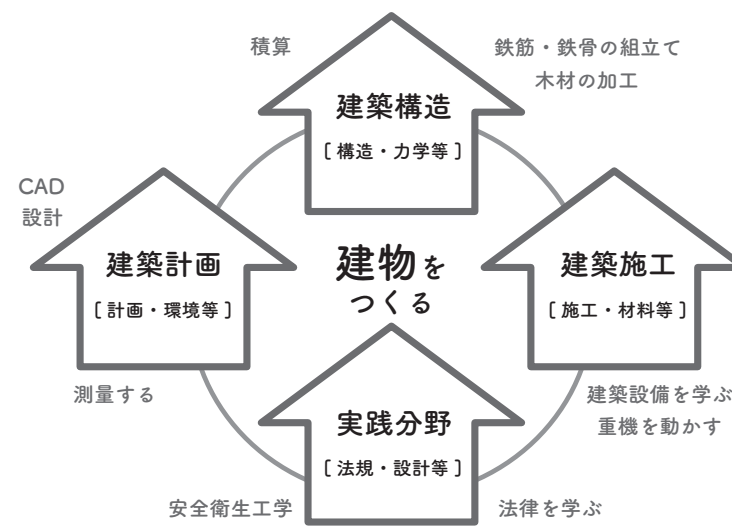 積算
鉄筋・鉄骨の組立て
木材の加工
建築構造
[構造・力学等]
CAD
設計
建築計画
[計画・環境等]
建物を
つくる
建築施工
[施工・材料等]
測量する
建築設備を学ぶ
重機を動かす
実践分野
[法規・設計等]
安全衛生工学
法律を学ぶ